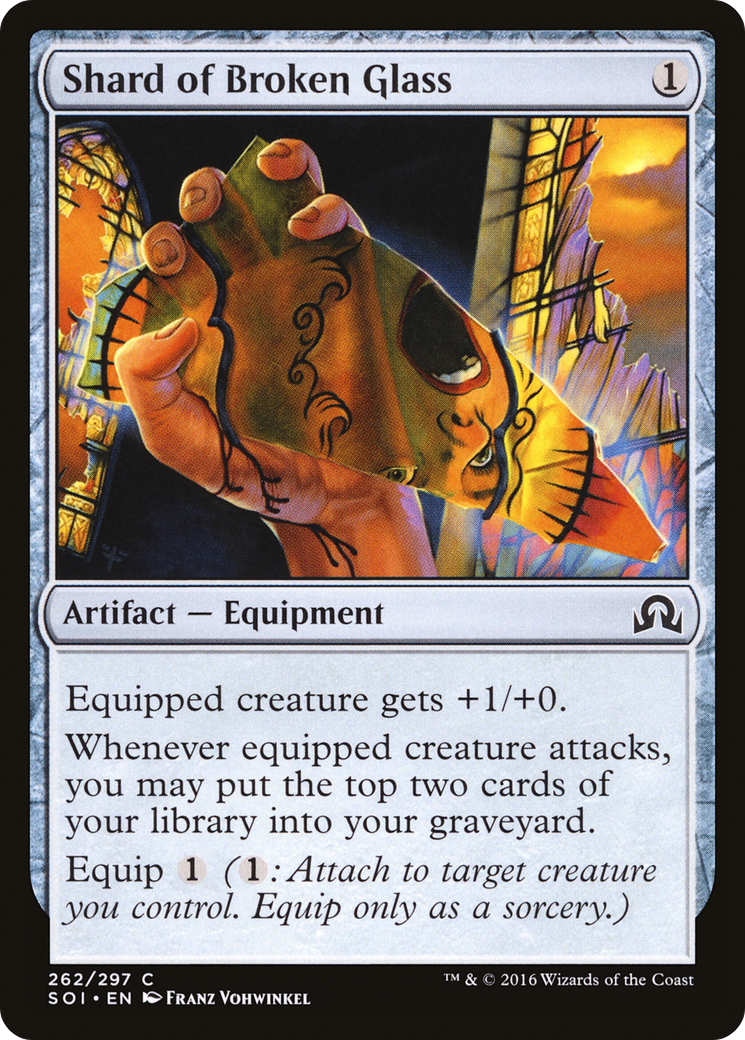 Shard of Broken Glass 1
Artifact — Equipment
Equipped creature gets +1/+0.
Whenever equipped creature attacks,
you may put the top two cards of
your library into your graveyard.
Equip 1 (1: Attach to target creature
you control. Equip only as a sorcery.)
262/297 C
SOI • EN Franz Vohwinkel
™ & © 2016 Wizards of the Coast